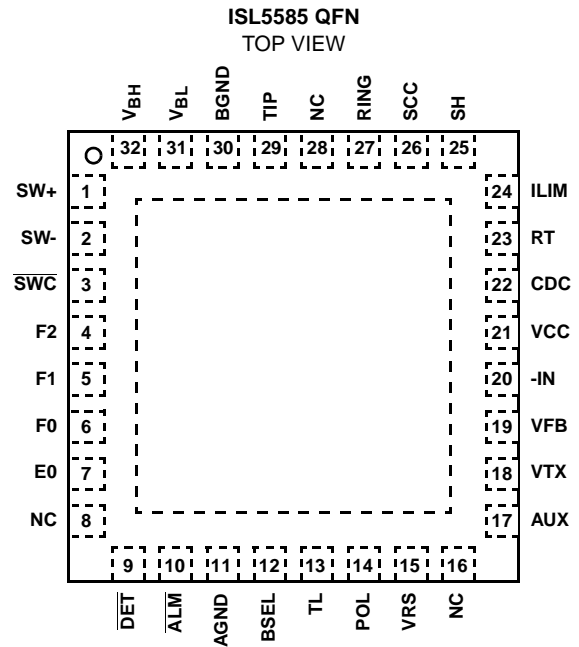 ISL5585 QFN
TOP VIEW
VBH VBL BGND TIP NC RING SCC SH
32 31 30 29 28 27 26 25
SW+ 1 24 ILIM
SW- 2 23 RT
SWC 3 22 CDC
F2 4 21 VCC
F1 5 20 -IN
F0 6 19 VFB
E0 7 18 VTX
NC 8 17 AUX
9 10 11 12 13 14 15 16
DET ALM AGND BSEL TL POL VRS NC